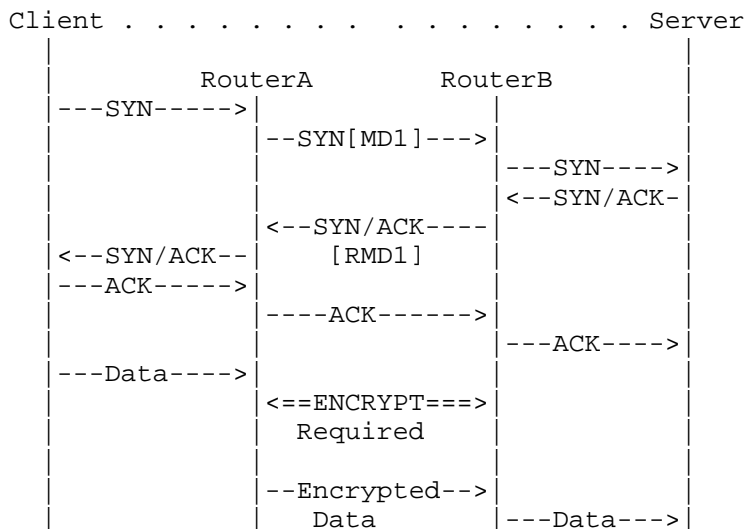 Client . . . . . . . . . . . . . . . . Server
| |
| RouterA RouterB |
|---SYN----->| | |
| |--SYN[MD1]--->| |
| | |---SYN---->|
| | |<--SYN/ACK-|
| |<--SYN/ACK----| |
|<--SYN/ACK--| [RMD1] | |
|---ACK----->| | |
| |----ACK------>| |
| | |---ACK---->|
|---Data---->| | |
| |<==ENCRYPT===>| |
| | Required | |
| | | |
| |--Encrypted-->| |
| | Data |---Data--->|